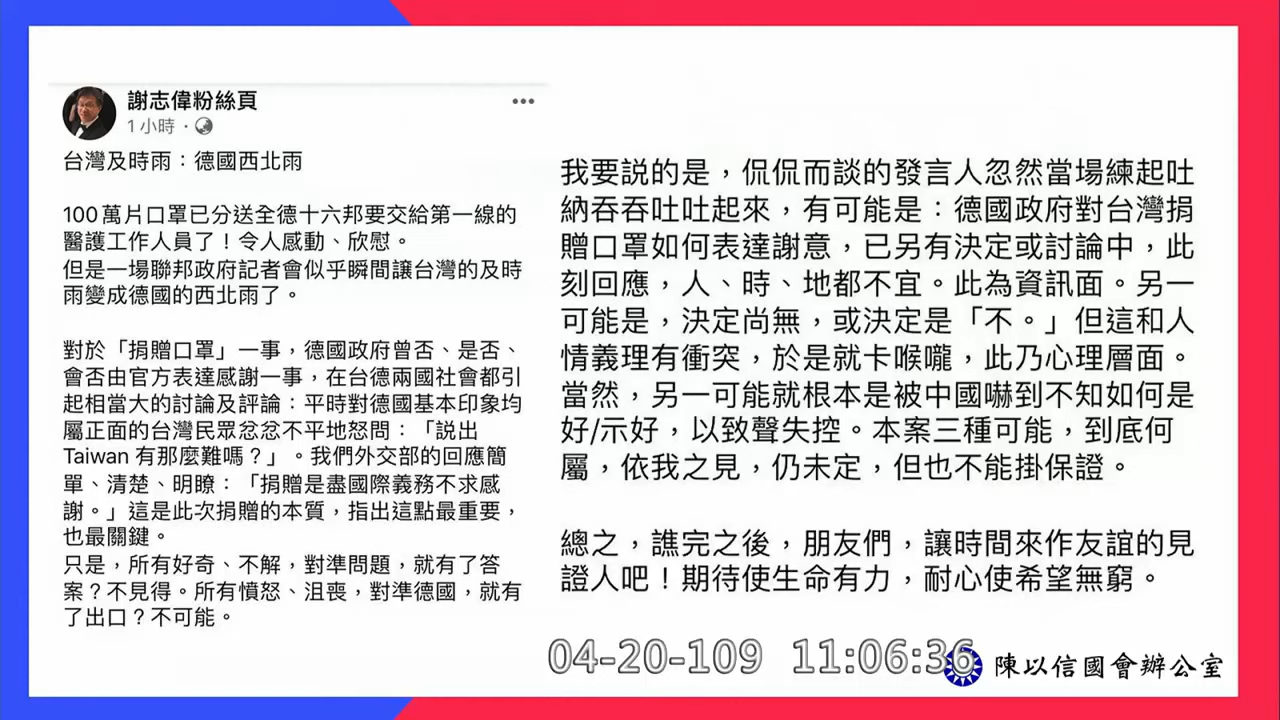 謝志偉粉絲頁
1 小時 ·
台灣及時雨：德國西北雨
100 萬片口罩已分送全德十六邦要交給第一線的
醫護工作人員了！令人感動、欣慰。
但是一場聯邦政府記者會似乎瞬間讓台灣的及時
雨變成德國的西北雨了。
對於「捐贈口罩」一事，德國政府曾否、是否、
會否由官方表達感謝一事，在台德兩國社會都引
起相當大的討論及評論：平時對德國基本印象均
屬正面的台灣民眾忿忿不平地怒問：「説出
Taiwan 有那麼難嗎？」。我們外交部的回應簡
單、清楚、明瞭：「捐贈是盡國際義務不求感
謝。」這是此次捐贈的本質，指出這點最重要，
也最關鍵。
只是，所有好奇、不解，對準問題，就有了答
案？不見得。所有憤怒、沮喪，對準德國，就有
了出口？不可能。
我要説的是，侃侃而談的發言人忽然當場練起吐
納吞吞吐吐起來，有可能是：德國政府對台灣捐
贈口罩如何表達謝意，已另有決定或討論中，此
刻回應，人、時、地都不宜。此為資訊面。另一
可能是，決定尚無，或決定是「不。」但這和人
情義理有衝突，於是就卡喉嚨，此乃心理層面。
當然，另一可能就根本是被中國嚇到不知如何是
好/示好，以致聲失控。本案三種可能，到底何
屬，依我之見，仍未定，但也不能掛保證。
總之，譙完之後，朋友們，讓時間來作友誼的見
證人吧！期待使生命有力，耐心使希望無窮。
04-20-109 11:06:36
陳以信國會辦公室